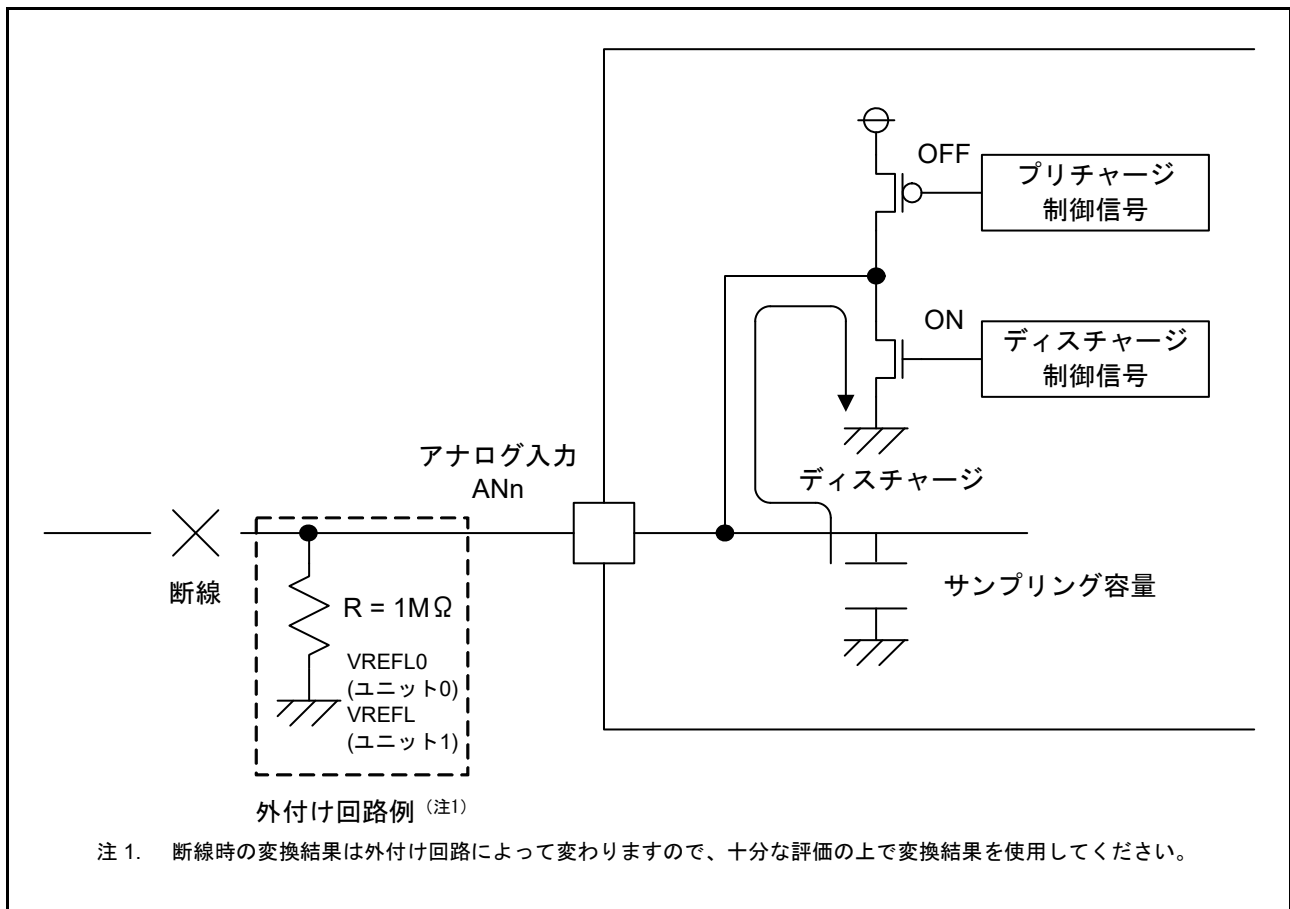 OFF
プリチャージ
制御信号
ON
ディスチャージ
制御信号
アナログ入力
ANn
ディスチャージ
断線
R = 1MΩ
サンプリング容量
VREFL0
(ユニット0)
VREFL
(ユニット1)
外付け回路例 (注1)
注 1. 断線時の変換結果は外付け回路によって変わりますので、十分な評価の上で変換結果を使用してください。